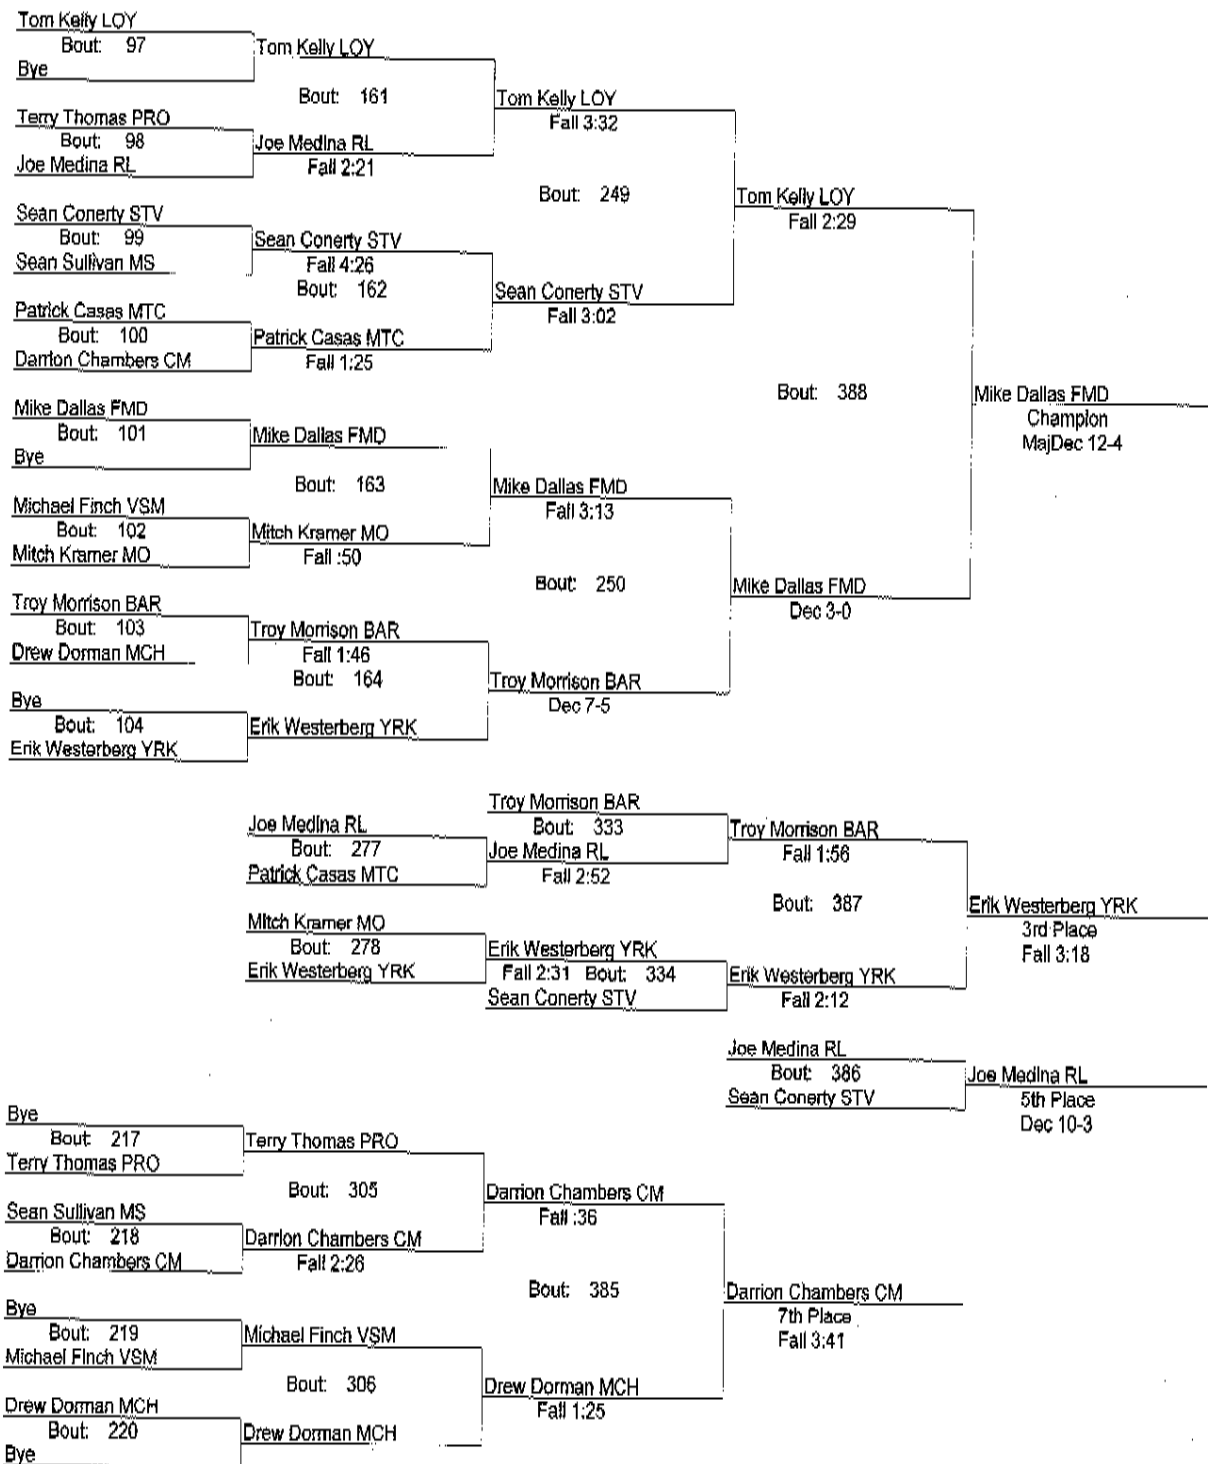 Tom Kelly LOY
Bout: 97
Bye
Tom Kelly LOY
Bout: 161
Terry Thomas PRO
Bout: 98
Joe Medina RL
Joe Medina RL
Fall 2:21
Tom Kelly LOY
Fall 3:32
Bout: 249
Sean Conerty STV
Bout: 99
Sean Sullivan MS
Sean Conerty STV
Fall 4:26
Bout: 162
Patrick Casas MTC
Bout: 100
Darrion Chambers CM
Patrick Casas MTC
Fall 1:25
Sean Conerty STV
Fall 3:02
Tom Kelly LOY
Fall 2:29
Bout: 388
Mike Dallas FMD
Champion
MajDec 12-4
Mike Dallas FMD
Bout: 101
Bye
Mike Dallas FMD
Bout: 163
Michael Finch VSM
Bout: 102
Mitch Kramer MO
Mitch Kramer MO
Fall :50
Mike Dallas FMD
Fall 3:13
Bout: 250
Mike Dallas FMD
Dec 3-0
Troy Morrison BAR
Bout: 103
Drew Dorman MCH
Troy Morrison BAR
Fall 1:46
Bout: 164
Bye
Bout: 104
Erik Westerberg YRK
Erik Westerberg YRK
Troy Morrison BAR
Dec 7-5
Troy Morrison BAR
Bout: 333
Joe Medina RL
Bout: 277
Patrick Casas MTC
Joe Medina RL
Fall 2:52
Troy Morrison BAR
Fall 1:56
Bout: 387
Mitch Kramer MO
Bout: 278
Erik Westerberg YRK
Erik Westerberg YRK
Fall 2:31 Bout: 334
Sean Conerty STV
Erik Westerberg YRK
Fall 2:12
Erik Westerberg YRK
3rd Place
Fall 3:18
Joe Medina RL
Bout: 386
Sean Conerty STV
Joe Medina RL
5th Place
Dec 10-3
Bye
Bout: 217
Terry Thomas PRO
Terry Thomas PRO
Bout: 305
Sean Sullivan MS
Bout: 218
Darrion Chambers CM
Darrion Chambers CM
Fall 2:26
Darrion Chambers CM
Fall :36
Bout: 385
Darrion Chambers CM
7th Place
Fall 3:41
Bye
Bout: 219
Michael Finch VSM
Michael Finch VSM
Bout: 306
Drew Dorman MCH
Bout: 220
Bye
Drew Dorman MCH
Drew Dorman MCH
Fall 1:25